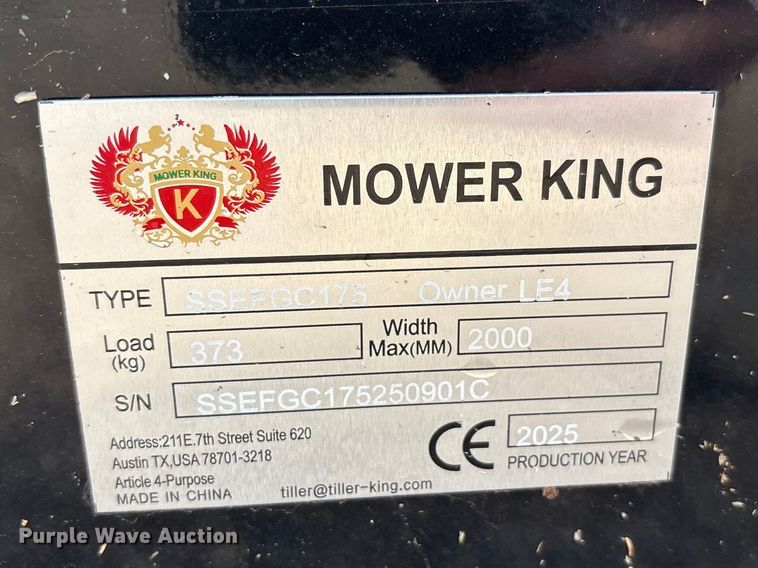 MOWER KING
K
MOWER KING
TYPE SSEFGC175 Owner LE4
Load (kg) 373 Width Max(MM) 2000
S/N SSEFGC175250901C
Address:211E.7th Street Suite 620
Austin TX,USA 78701-3218
Article 4-Purpose
MADE IN CHINA
tiller@tiller-king.com
CE 2025
PRODUCTION YEAR
Purple Wave Auction